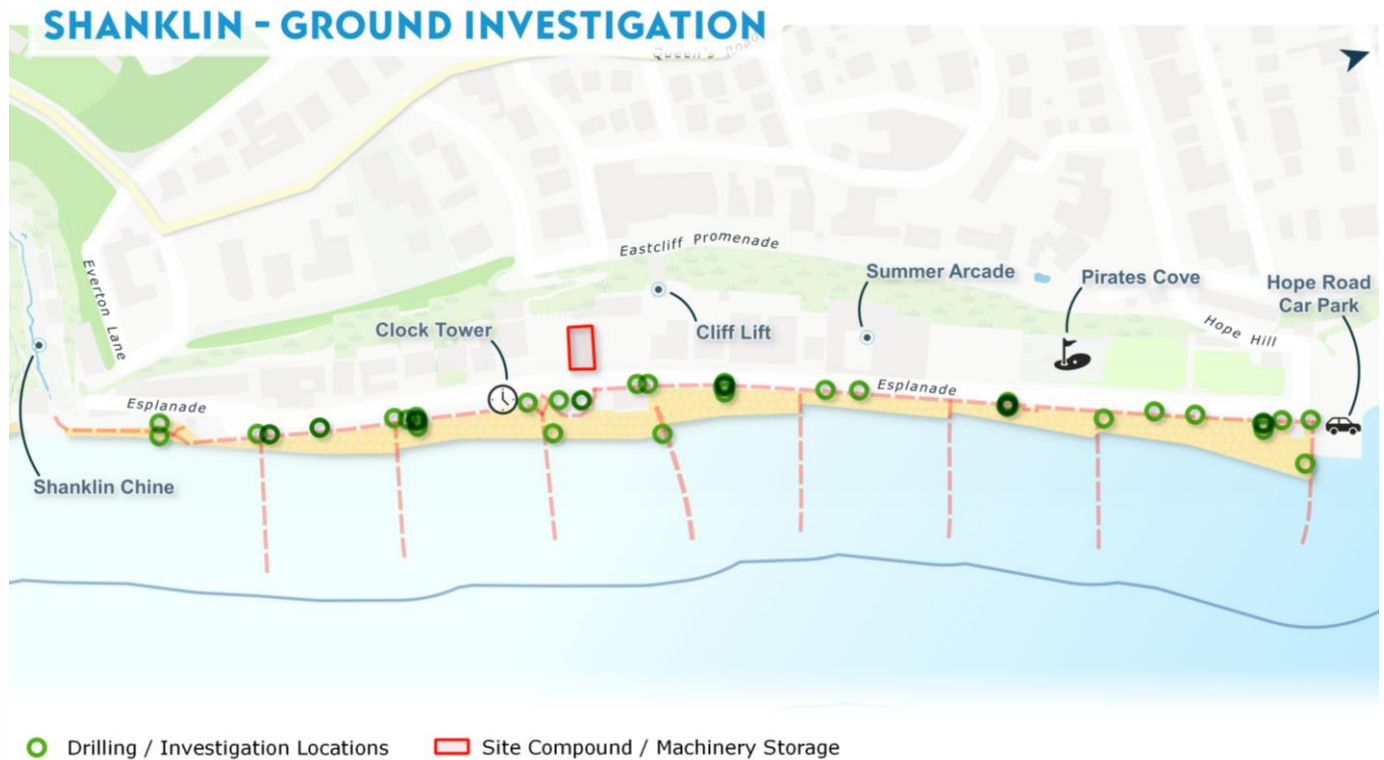 SHANKLIN - GROUND INVESTIGATION
Queen's Road
Eastcliff Promenade
Everton Lane
Summer Arcade
Pirates Cove
Hope Road
Car Park
Clock Tower
Cliff Lift
Hope Hill
Esplanade
Esplanade
Shanklin Chine
Drilling / Investigation Locations
Site Compound / Machinery Storage